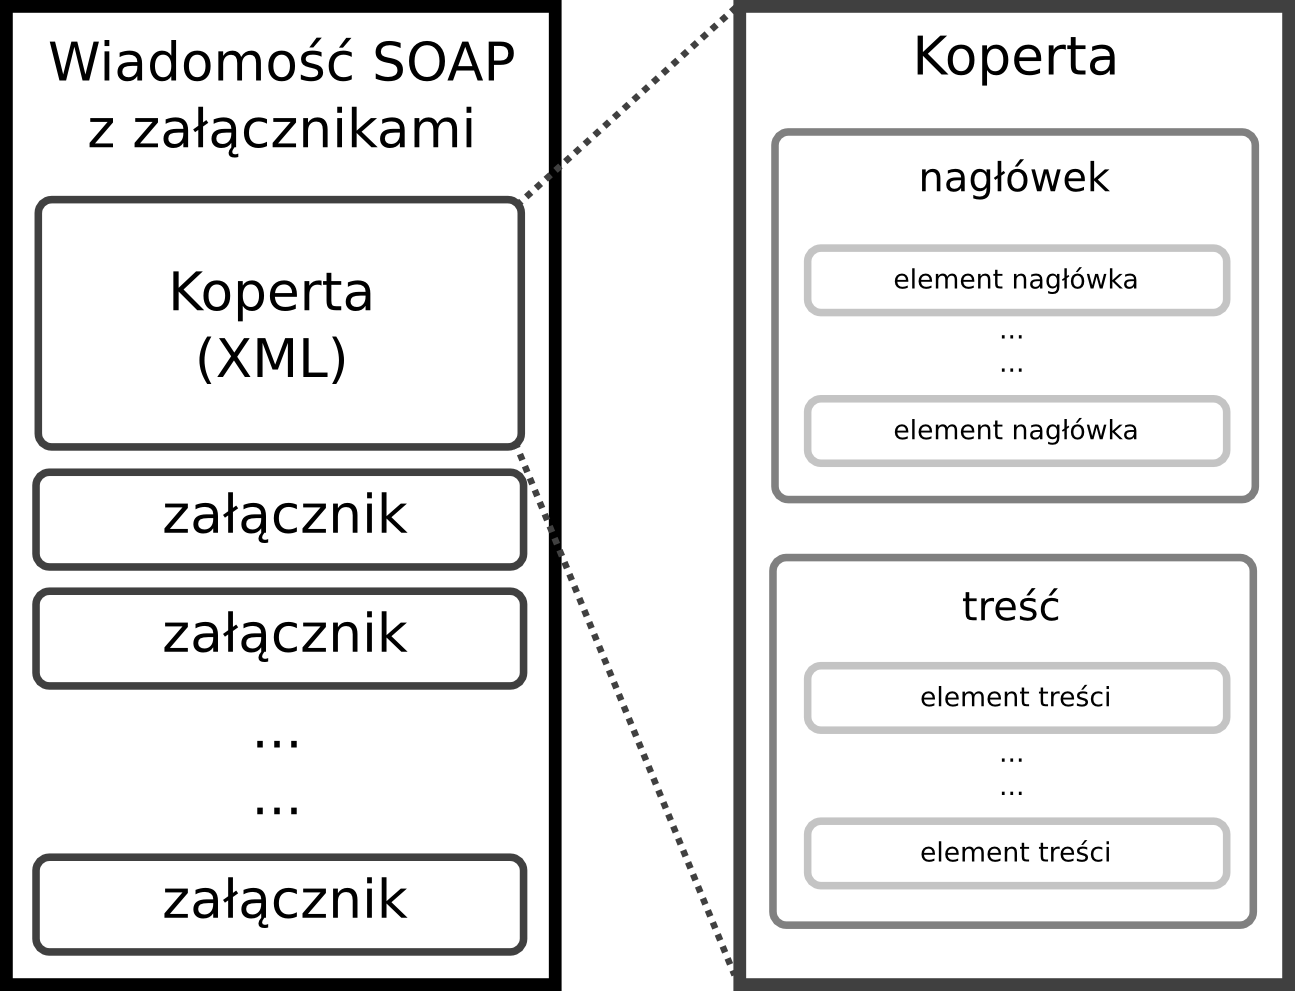 Wiadomość SOAP
z załącznikami
Koperta
(XML)
załącznik
załącznik
...
...
załącznik
Koperta
nagłówek
element nagłówka
...
...
element nagłówka
treść
element treści
...
...
element treści